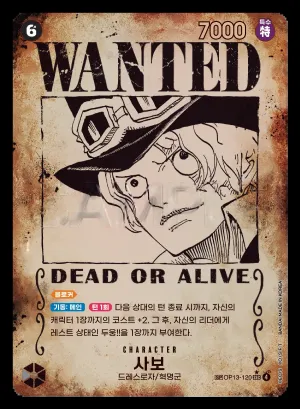 6
7000
특수
特
WANTED
DEAD OR ALIVE
블로커
기동: 메인 턴 1회 다음 상대의 턴 종료 시까지, 자신의
캐릭터 1장까지의 코스트 +2. 그 후, 자신의 리더에게
레스트 상태인 두웅!!을 1장까지 부여한다.
CHARACTER
사보
드레스로자/혁명군
OP13-120